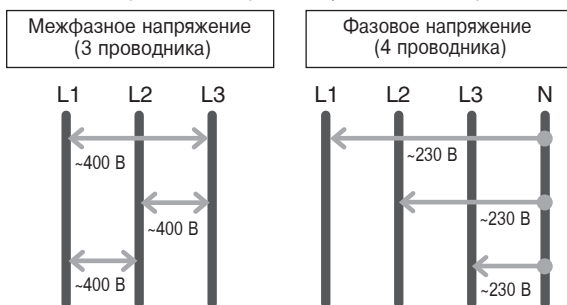 Межфазное напряжение
(3 проводника)
Фазовое напряжение
(4 проводника)
L1 L2 L3
~400 В
~400 В
~400 В
L1 L2 L3 N
~230 В
~230 В
~230 В